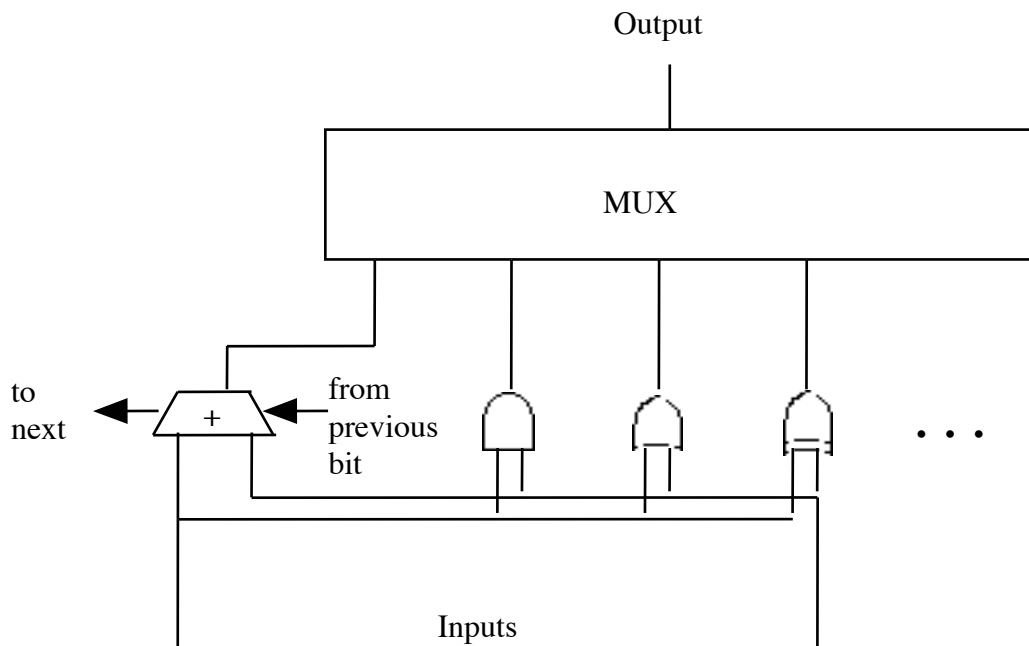 Output
MUX
to
next
+
from
previous
bit
. . .
Inputs